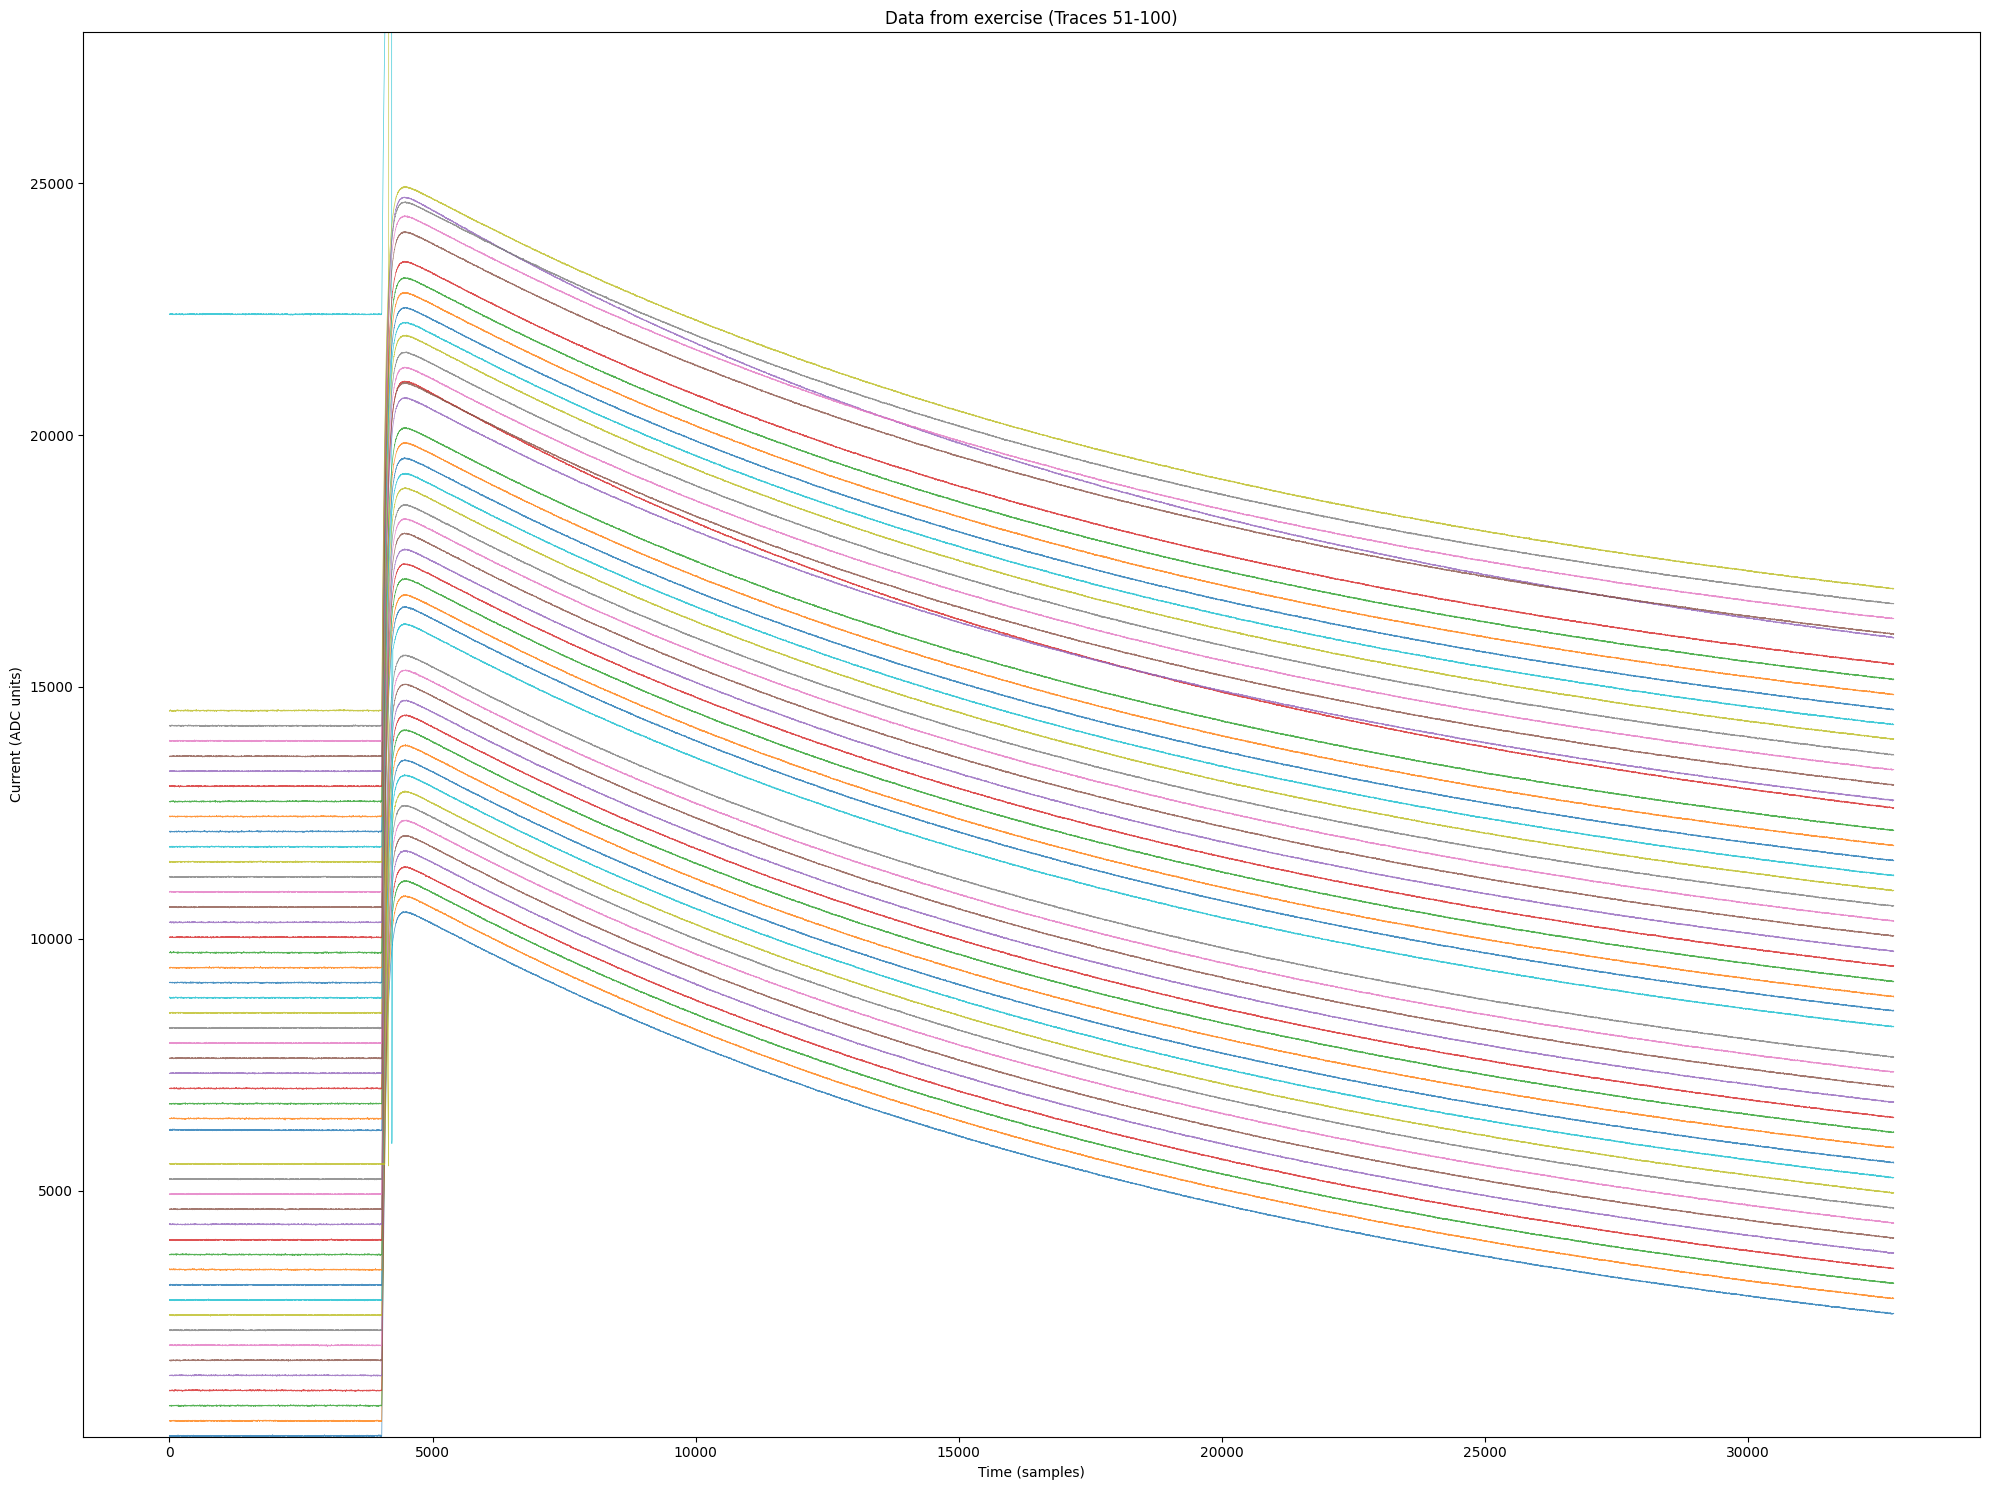 Data from exercise (Traces 51-100)
25000
20000
15000
10000
5000
Current (ADC units)
0 5000 10000 15000 20000 25000 30000
Time (samples)